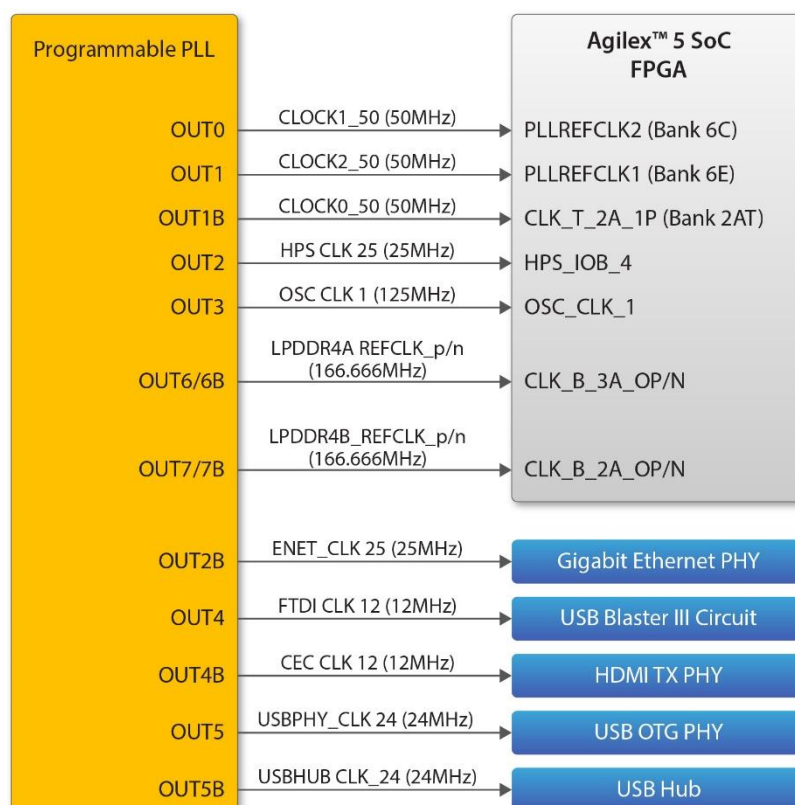 Programmable PLL
Agilex™ 5 SoC
FPGA
OUT0
CLOCK1_50 (50MHz)
PLLREFCLK2 (Bank 6C)
OUT1
CLOCK2_50 (50MHz)
PLLREFCLK1 (Bank 6E)
OUT1B
CLOCK0_50 (50MHz)
CLK_T_2A_1P (Bank 2AT)
OUT2
HPS CLK 25 (25MHz)
HPS_IOB_4
OUT3
OSC CLK 1 (125MHz)
OSC_CLK_1
OUT6/6B
LPDDR4A REFCLK_p/n
(166.666MHz)
CLK_B_3A_OP/N
OUT7/7B
LPDDR4B_REFCLK_p/n
(166.666MHz)
CLK_B_2A_OP/N
OUT2B
ENET_CLK 25 (25MHz)
Gigabit Ethernet PHY
OUT4
FTDI CLK 12 (12MHz)
USB Blaster III Circuit
OUT4B
CEC CLK 12 (12MHz)
HDMI TX PHY
OUT5
USBPHY_CLK 24 (24MHz)
USB OTG PHY
OUT5B
USBHUB CLK_24 (24MHz)
USB Hub